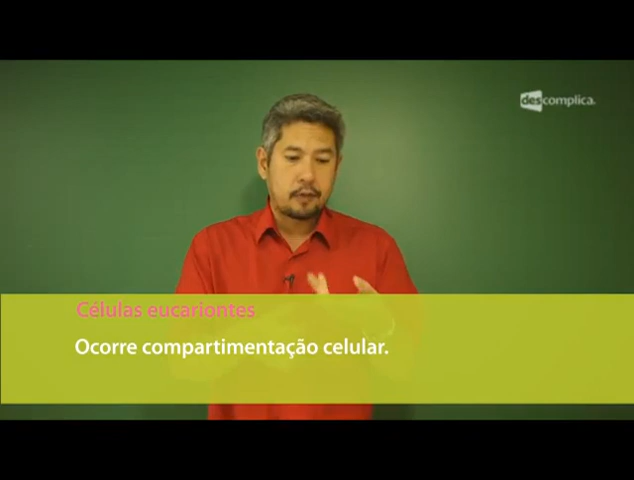 descomplica.
Células eucariontes
Ocorre compartimentação celular.